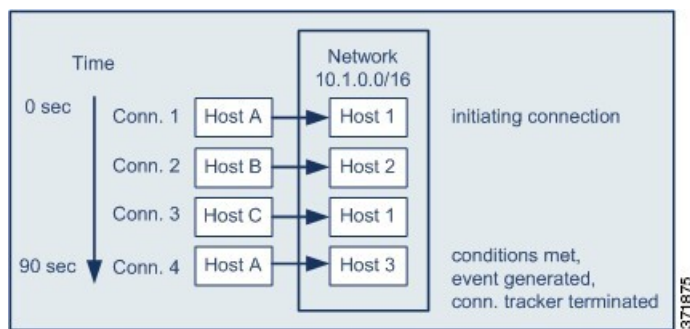 Time
Network
10.1.0.0/16
0 sec
Conn. 1
Host A
Host 1
initiating connection
Conn. 2
Host B
Host 2
Conn. 3
Host C
Host 1
90 sec
Conn. 4
Host A
Host 3
conditions met,
event generated,
conn. tracker terminated
371875